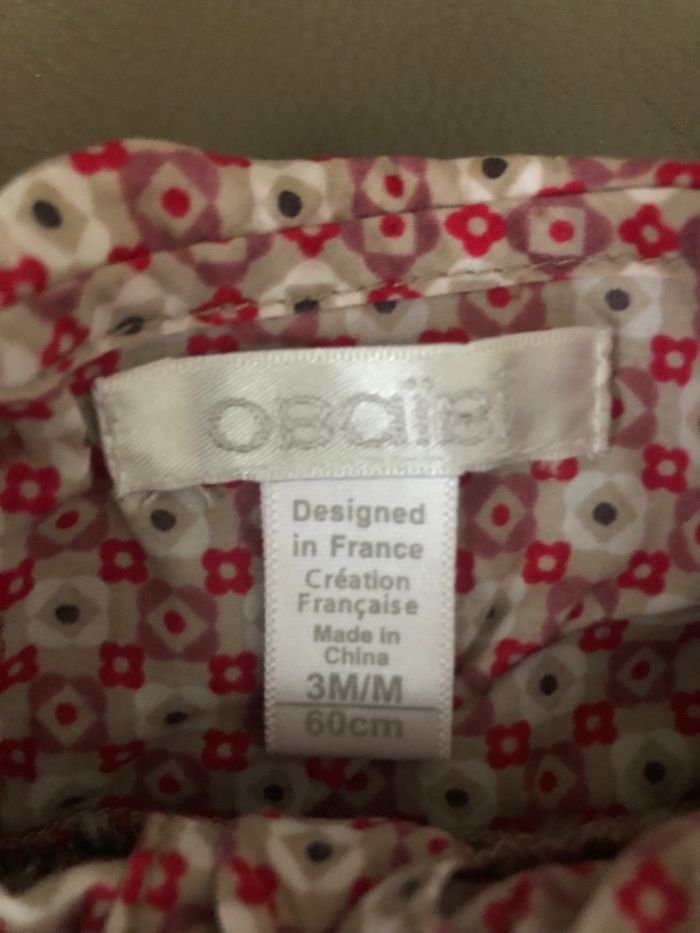 obaïbi
Designed
in France
Création
Française
Made in
China
3M/M
60cm